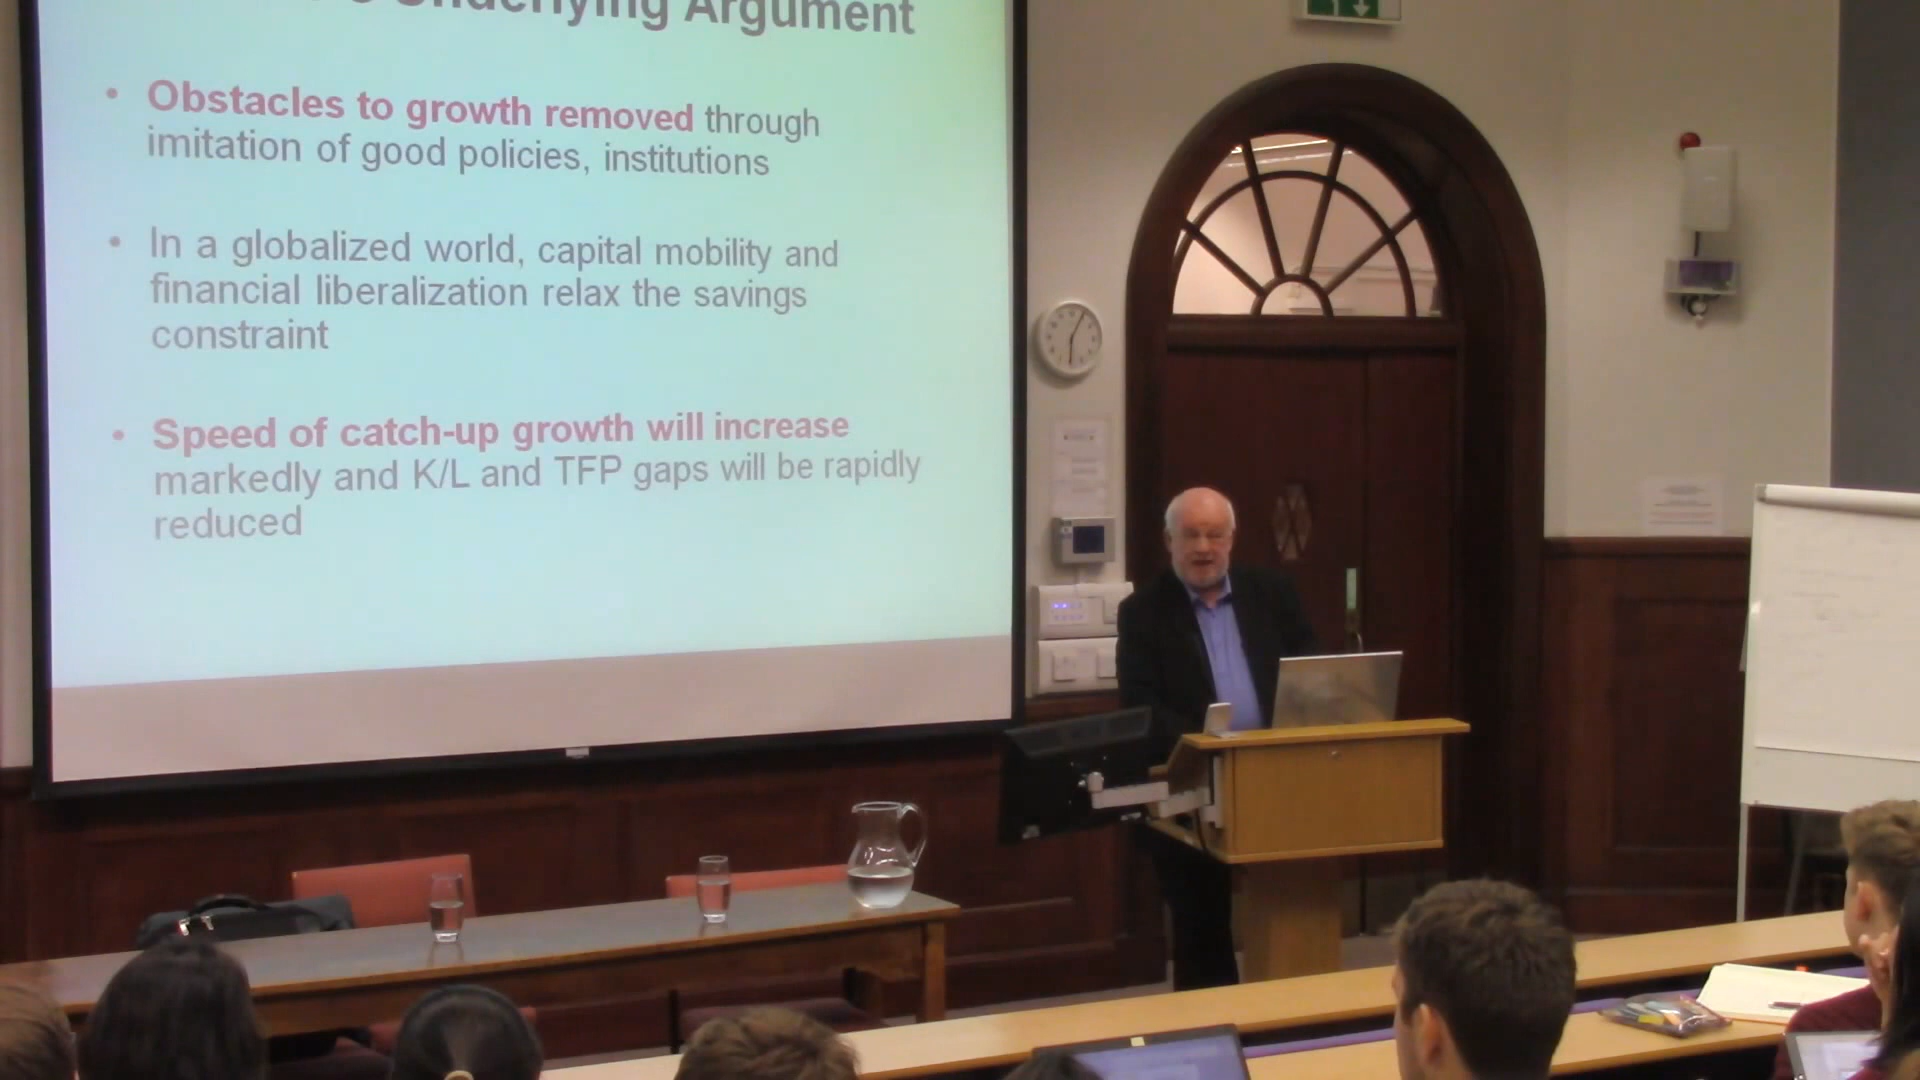 Underlying Argument
• Obstacles to growth removed through
imitation of good policies, institutions
• In a globalized world, capital mobility and
financial liberalization relax the savings
constraint
• Speed of catch-up growth will increase
markedly and K/L and TFP gaps will be rapidly
reduced